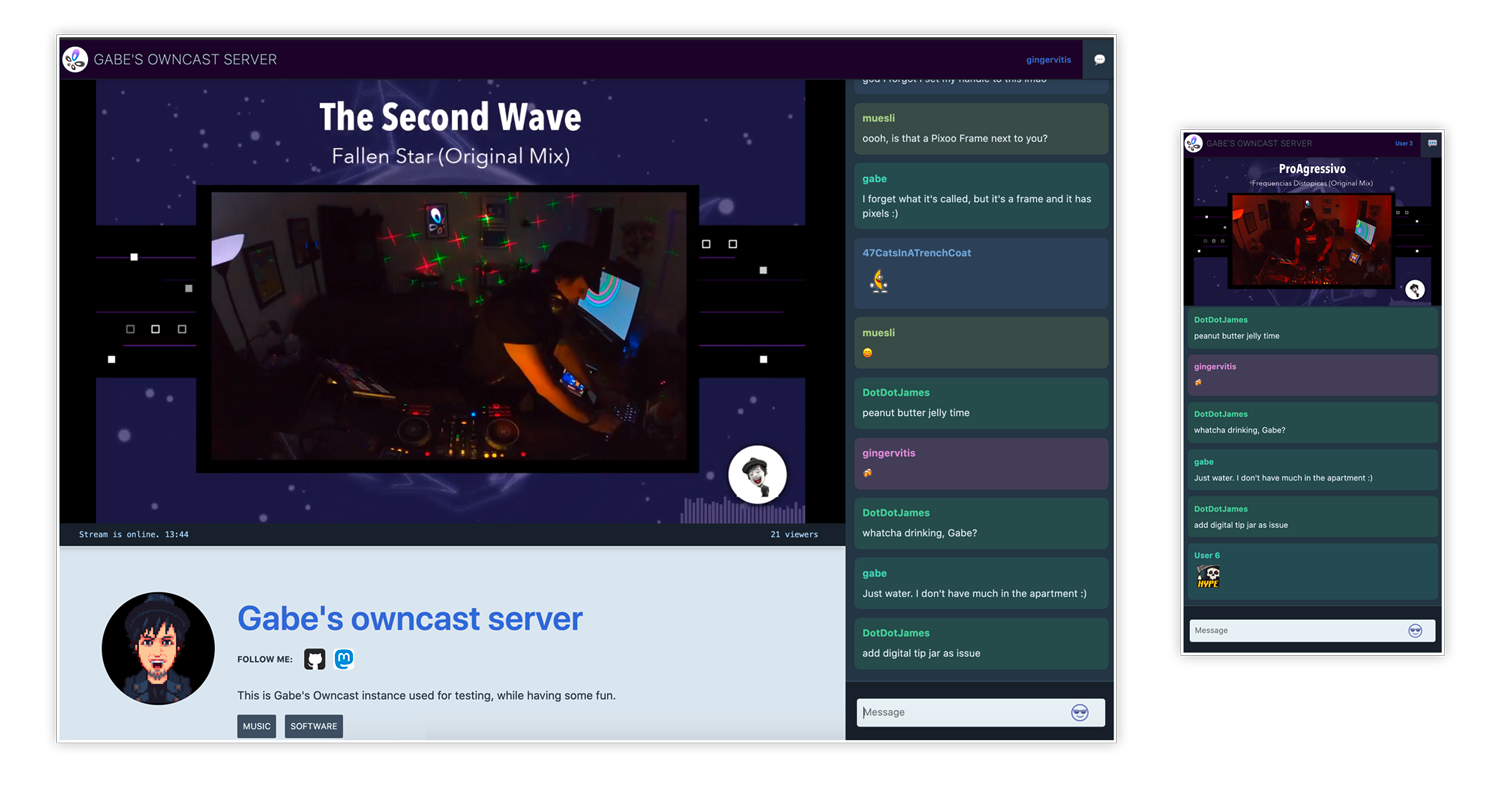 GABE'S OWNCAST SERVER
gingervitis
The Second Wave
Fallen Star (Original Mix)
Stream is online. 13:44
21 viewers
Gabe's owncast server
FOLLOW ME:
This is Gabe's Owncast instance used for testing, while having some fun.
MUSIC
SOFTWARE
god I forgot I set my handle to this lmao
muesli
oooh, is that a Pixoo Frame next to you?
gabe
I forget what it's called, but it's a frame and it has
pixels :)
47CatsInATrenchCoat
muesli
DotDotJames
peanut butter jelly time
gingervitis
DotDotJames
whatcha drinking, Gabe?
gabe
Just water. I don't have much in the apartment :)
DotDotJames
add digital tip jar as issue
Message
GABE'S OWNCAST SERVER
User 3
ProAgressivo
Frequencias Distopicas (Original Mix)
DotDotJames
peanut butter jelly time
gingervitis
DotDotJames
whatcha drinking, Gabe?
gabe
Just water. I don't have much in the apartment :)
DotDotJames
add digital tip jar as issue
User 6
HYPE
Message